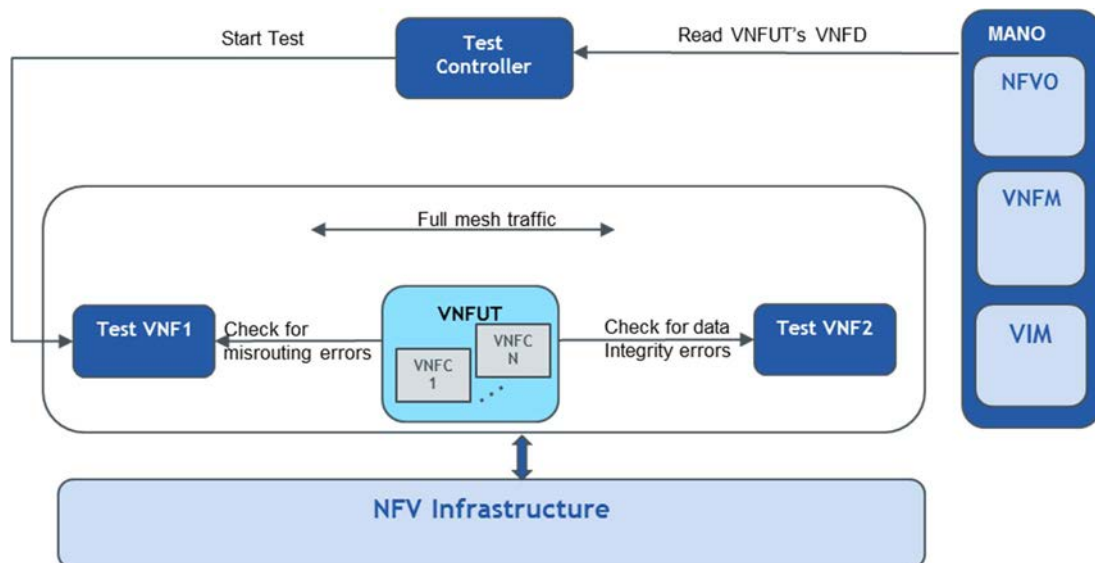 Start Test
Test
Controller
Read VNFUT's VNFD
MANO
NFVO
VNFM
VIM
Full mesh traffic
Test VNF1
Check for
misrouting errors
VNFUT
VNFC
1
VNFC
N
...
Check for data
Integrity errors
Test VNF2
NFV Infrastructure